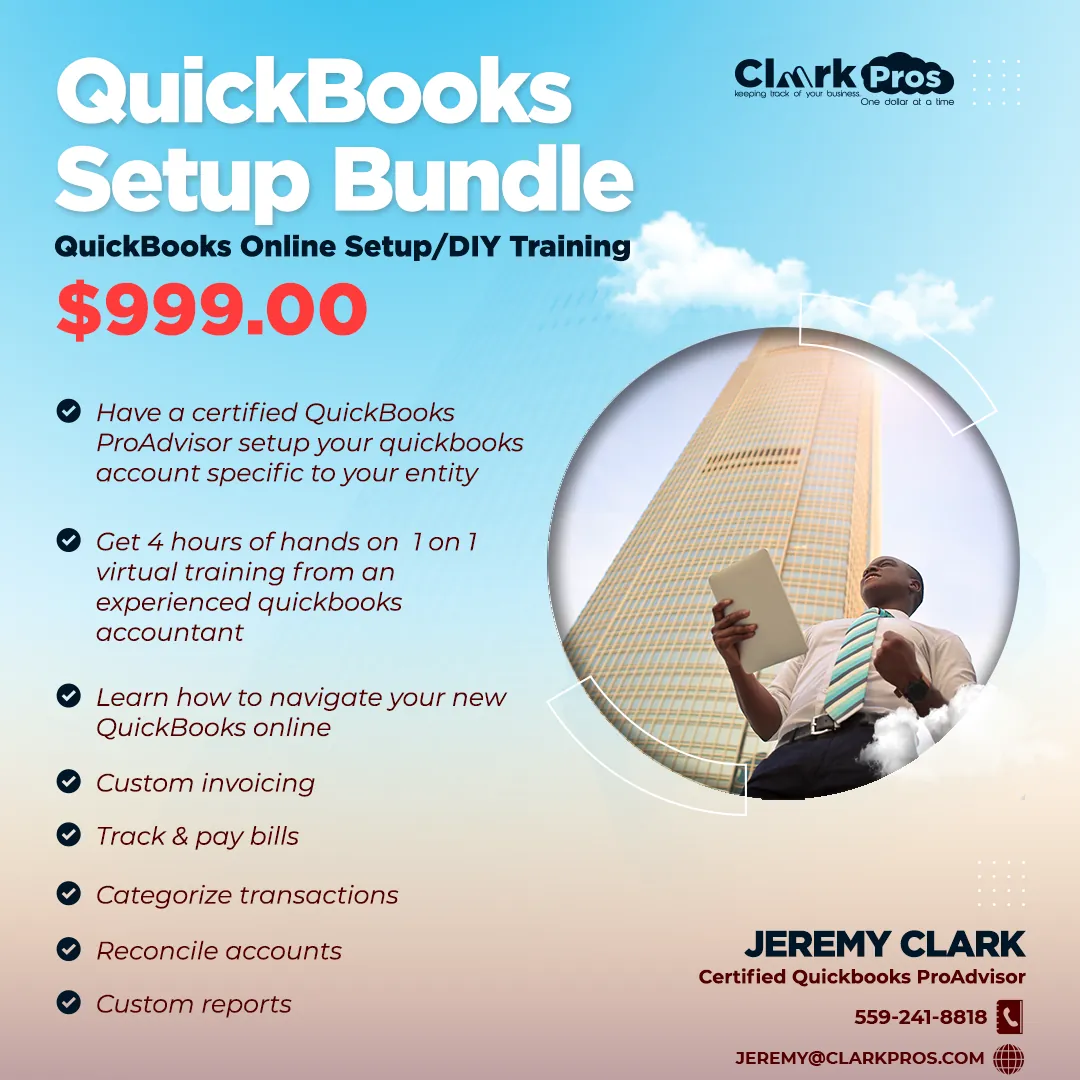 QuickBooks
Setup Bundle
QuickBooks Online Setup/DIY Training
$999.00
Clark Pros
keeping track of your business.
One dollar at a time
Have a certified QuickBooks
ProAdvisor setup your quickbooks
account specific to your entity
Get 4 hours of hands on 1 on 1
virtual training from an
experienced quickbooks
accountant
Learn how to navigate your new
QuickBooks online
Custom invoicing
Track & pay bills
Categorize transactions
Reconcile accounts
Custom reports
JEREMY CLARK
Certified Quickbooks ProAdvisor
559-241-8818
JEREMY@CLARKPROS.COM